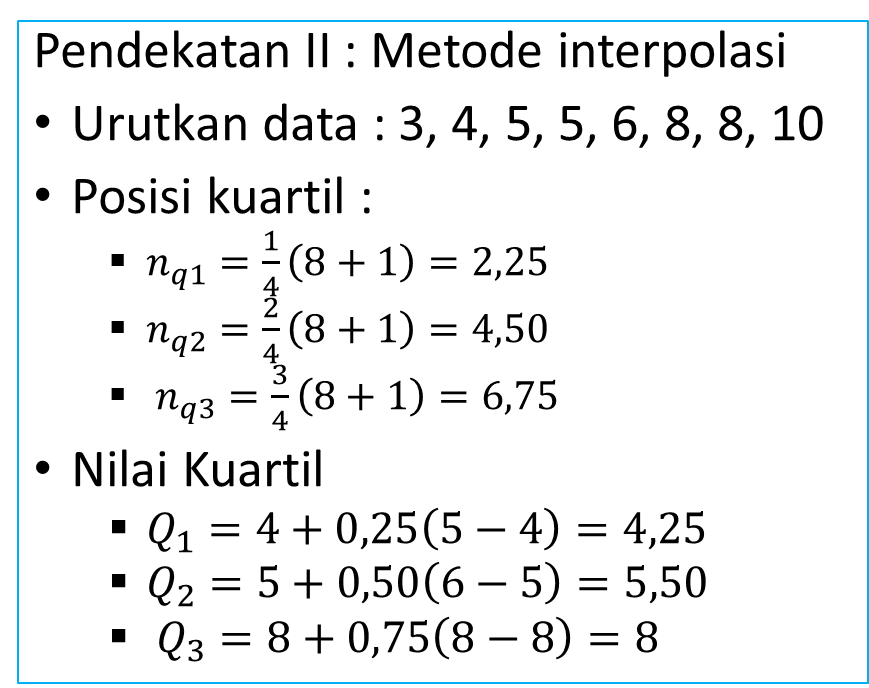 Pendekatan II : Metode interpolasi
• Urutkan data : 3, 4, 5, 5, 6, 8, 8, 10
• Posisi kuartil :
▪ n_{q1} = \frac{1}{4}(8 + 1) = 2,25
▪ n_{q2} = \frac{2}{4}(8 + 1) = 4,50
▪ n_{q3} = \frac{3}{4}(8 + 1) = 6,75
• Nilai Kuartil
▪ Q₁ = 4 + 0,25(5 − 4) = 4,25
▪ Q₂ = 5 + 0,50(6 − 5) = 5,50
▪ Q₃ = 8 + 0,75(8 − 8) = 8